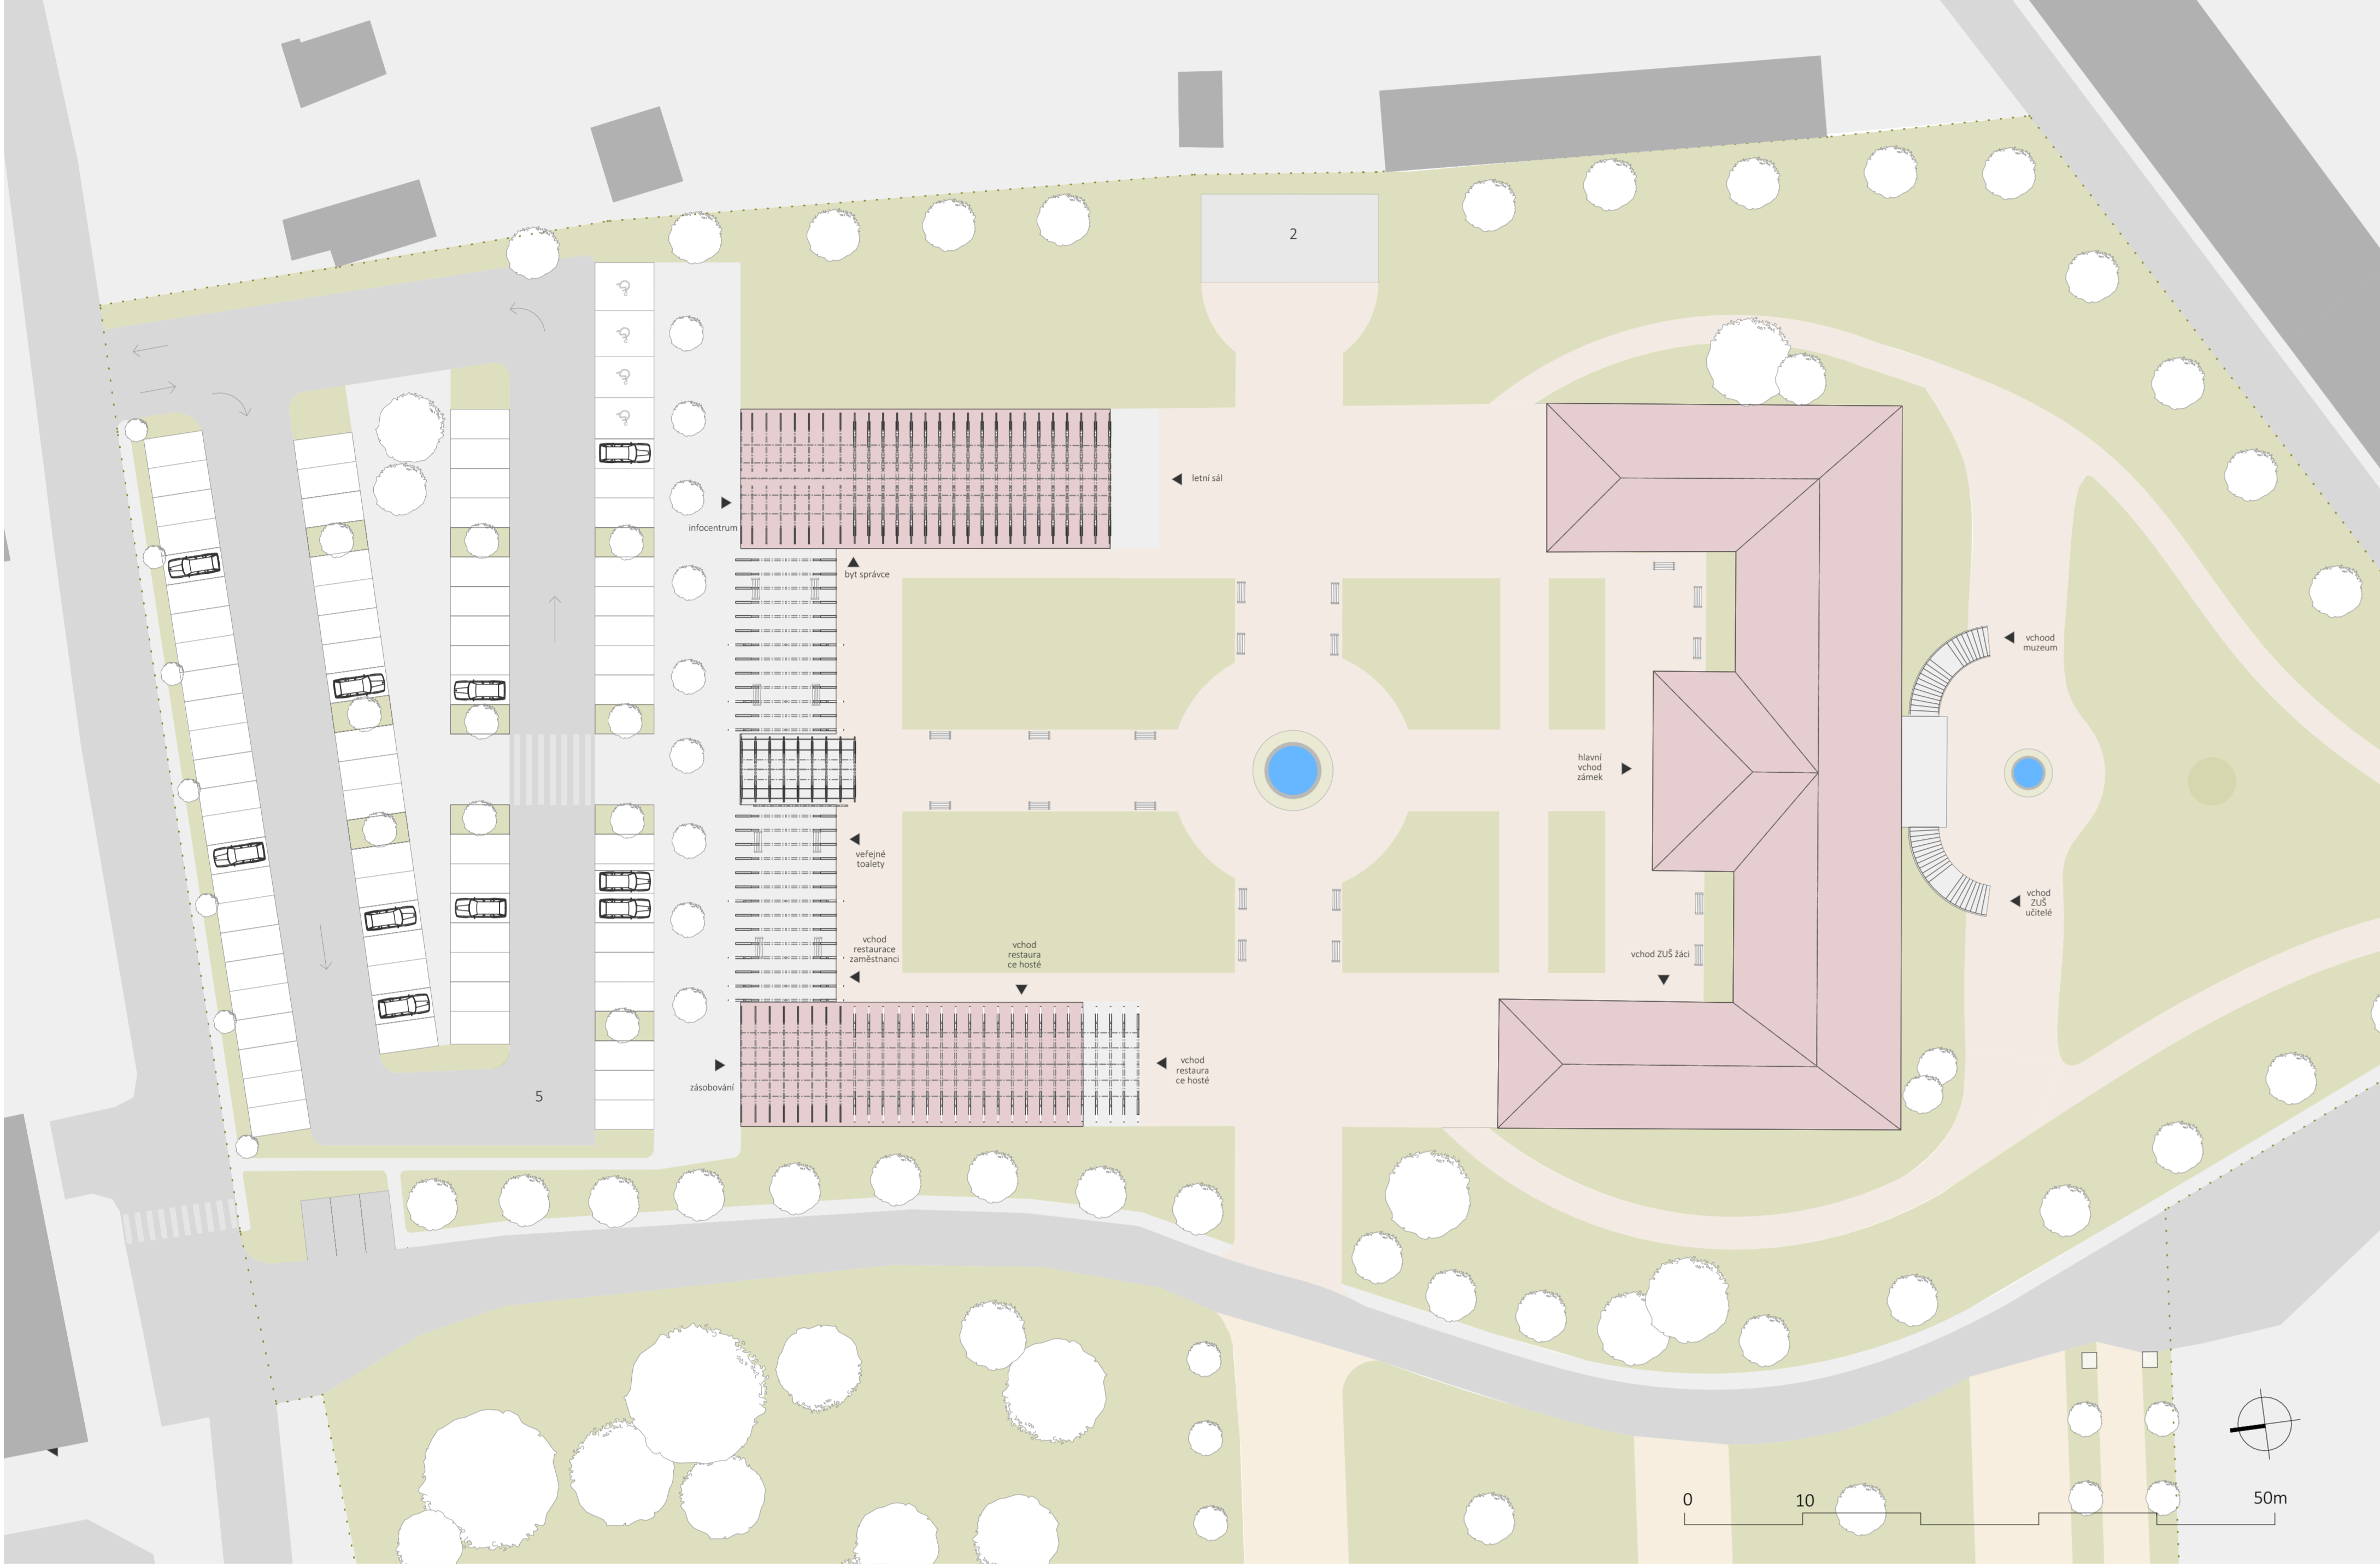 2
letní sál
infocentrum
byt správce
vchood
muzeum
hlavní
vchod
zámek
veřejné
toalety
vchod
ZUŠ
učitelé
vchod
restaurace
zaměstnanci
vchod
restaura
ce hosté
vchod ZUŠ žáci
zásobování
vchod
restaura
ce hosté
5
0
10
50m